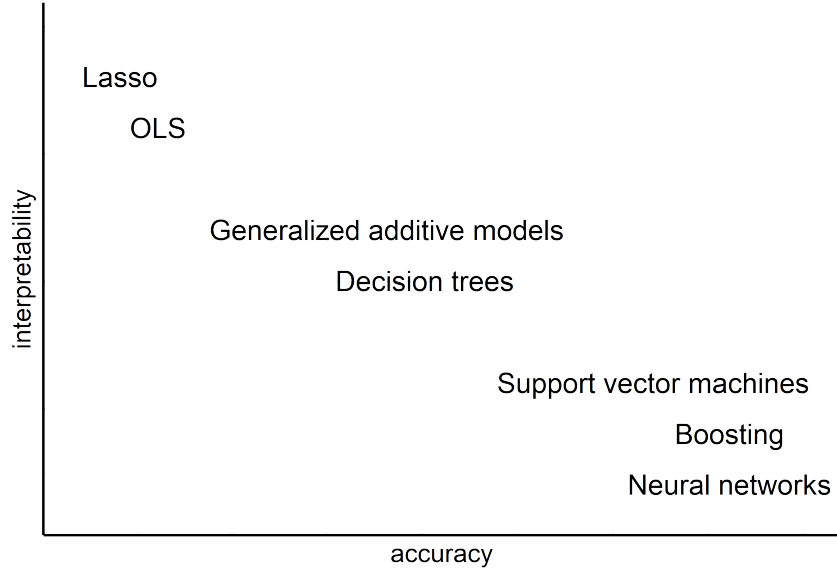 Lasso
OLS
Generalized additive models
Decision trees
Support vector machines
Boosting
Neural networks
interpretability
accuracy